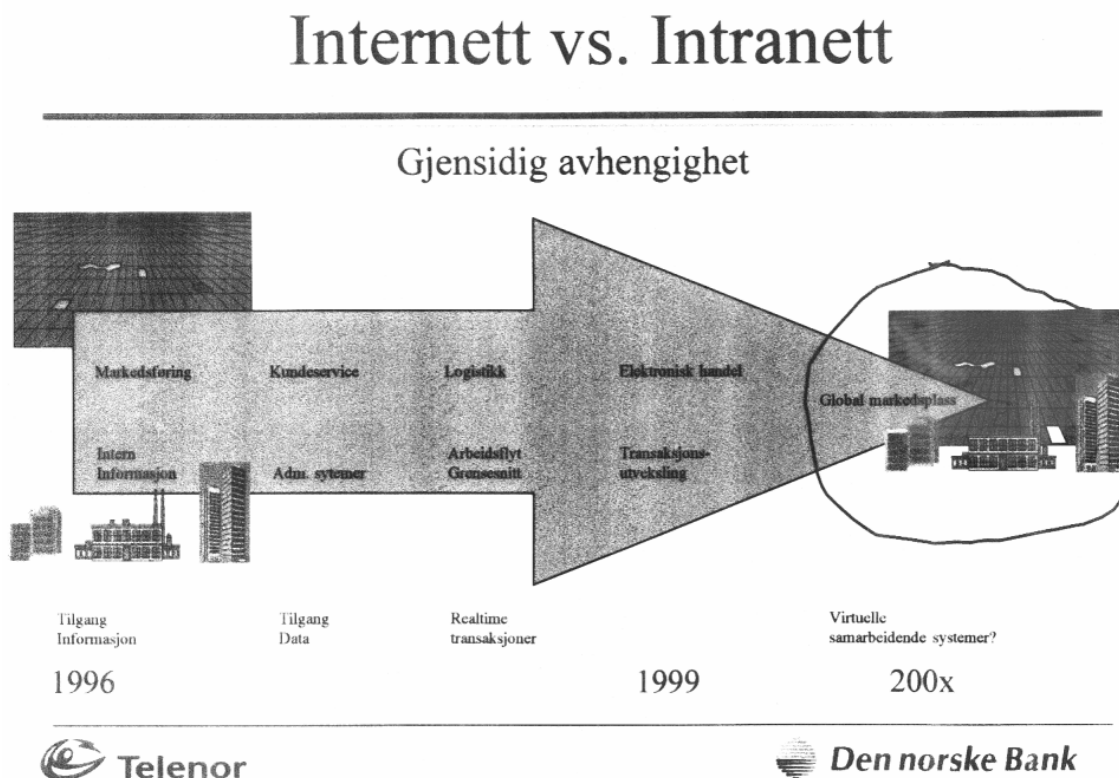 Internett vs. Intranett
Gjensidig avhengighet
Markedsføring
Kundeservice
Logistikk
Elektronisk handel
Global markedsplass
Intern
Informasjon
Adm. sytemer
Arbeidsflyt
Grensesnitt
Transaksjons-
utveksling
Tilgang
Informasjon
Tilgang
Data
Realtime
transaksjoner
Virtuelle
samarbeidende systemer?
1996
1999
200x
Telenor
Den norske Bank